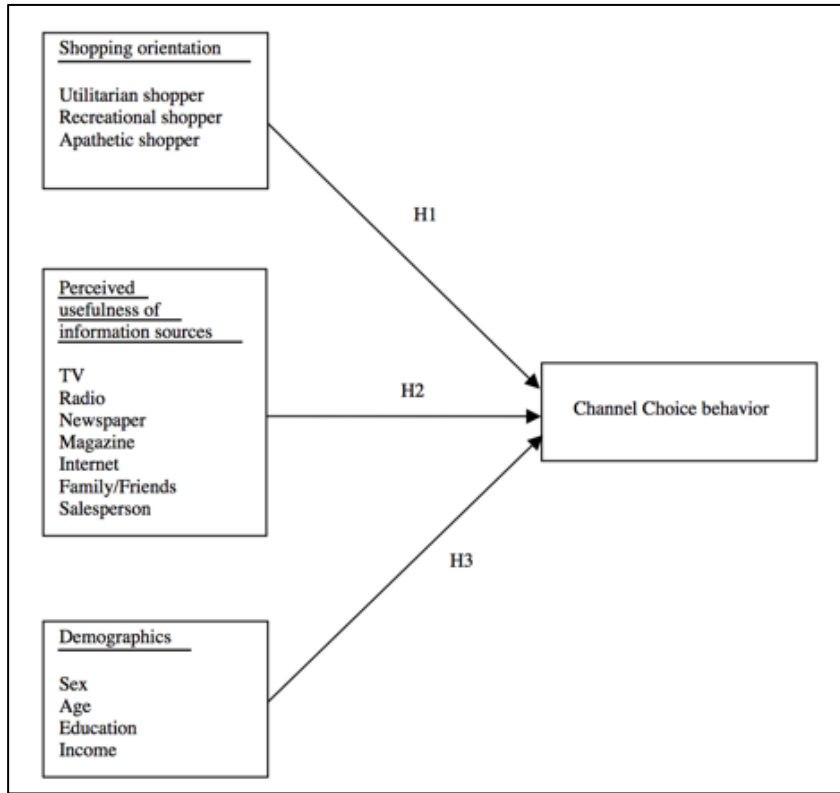 Shopping orientation
Utilitarian shopper
Recreational shopper
Apathetic shopper
H1
Perceived
usefulness of
information sources
TV
Radio
Newspaper
Magazine
Internet
Family/Friends
Salesperson
H2
Channel Choice behavior
H3
Demographics
Sex
Age
Education
Income